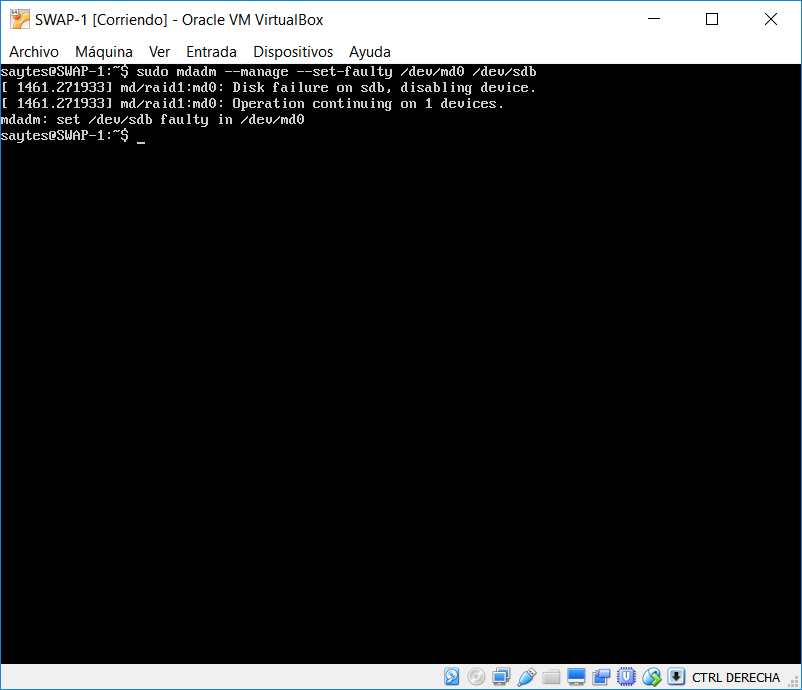 SWAP-1 [Corriendo] - Oracle VM VirtualBox
Archivo Máquina Ver Entrada Dispositivos Ayuda
saytes@SWAP-1:~$ sudo mdadm --manage --set-faulty /dev/md0 /dev/sdb
[ 1461.271933] md/raid1:md0: Disk failure on sdb, disabling device.
[ 1461.271933] md/raid1:md0: Operation continuing on 1 devices.
mdadm: set /dev/sdb faulty in /dev/md0
saytes@SWAP-1:~$ _
CTRL DERECHA